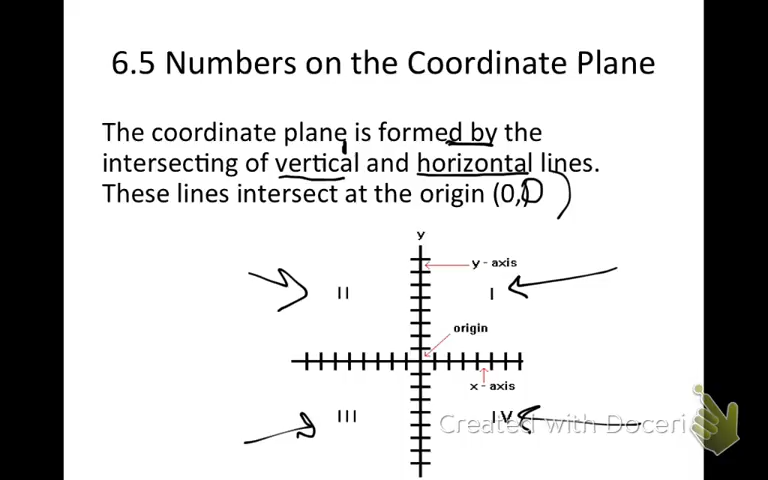 6.5 Numbers on the Coordinate Plane
The coordinate plane is formed by the
intersecting of vertical and horizontal lines.
These lines intersect at the origin (0,0)
y
y - axis
II
I
origin
x - axis
III
IV
Created with Doceri